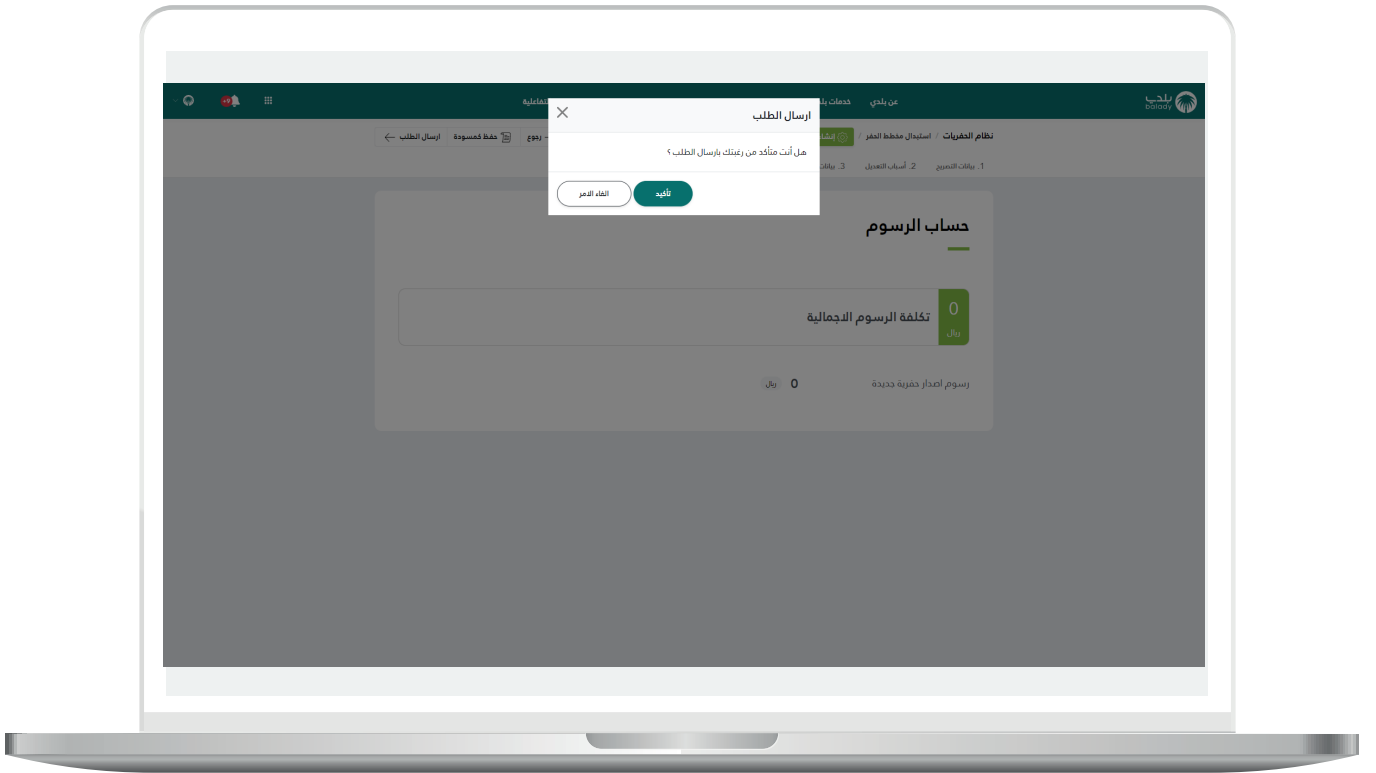 بلدي
balady
عن بلدي
خدمات
+9
نظام الحفريات / استبدال مخطط الحفر /
رجوع
حفظ كمسودة
ارسال الطلب
1. بيانات التصريح
2. أسباب التعديل
3. بيانات
ارسال الطلب
هل أنت متأكد من رغبتك بارسال الطلب ؟
تأكيد
الغاء الامر
حساب الرسوم
0
ريال
تكلفة الرسوم الاجمالية
رسوم اصدار حفرية جديدة
0
ريال